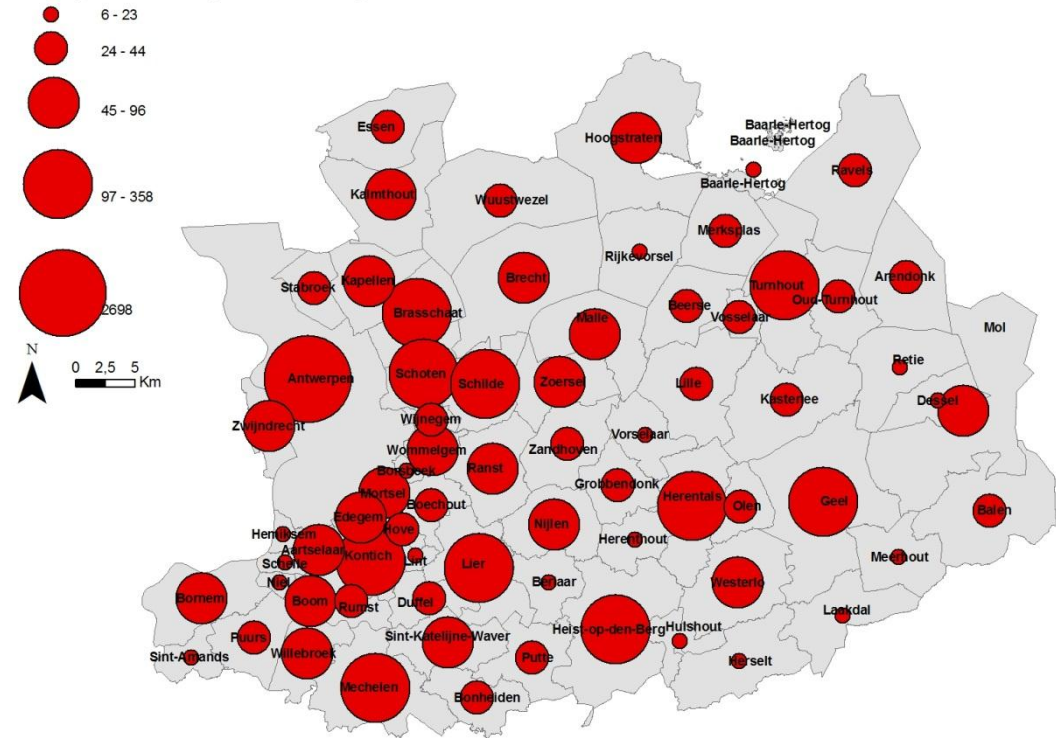 6 - 23
24 - 44
45 - 96
97 - 358
2698
N
0 2,5 5
Km
Essen
Hoogstraten
Baarle-Hertog
Baarle-Hertog
Baarle-Hertog
Ravels
Kalmthout
Wuustwezel
Merksplas
Rijkevorsel
Stabroek
Kapellen
Brecht
Turnhout
Oud-Turnhout
Arendonk
Beerse
Vosselaar
Brasschaat
Malle
Mol
Antwerpen
Schoten
Schilde
Zoersel
Lille
Kasterlee
Retie
Dessel
Zwijndrecht
Wijnegem
Wommelgem
Zandhoven
Vorselaar
Borsbeek
Ranst
Mortsel
Boechout
Grobbendonk
Herentals
Olen
Geel
Balen
Edegem
Hove
Nijlen
Hemiksem
Aartselaar
Herenthout
Schelle
Kontich
Lint
Lier
Meerhout
Niel
Berlaar
Westerlo
Bornem
Boom
Rumst
Duffel
Laakdal
Puurs
Sint-Katelijne-Waver
Heist-op-den-Berg
Hulshout
Sint-Amands
Willebroek
Putte
Herselt
Mechelen
Bonheiden